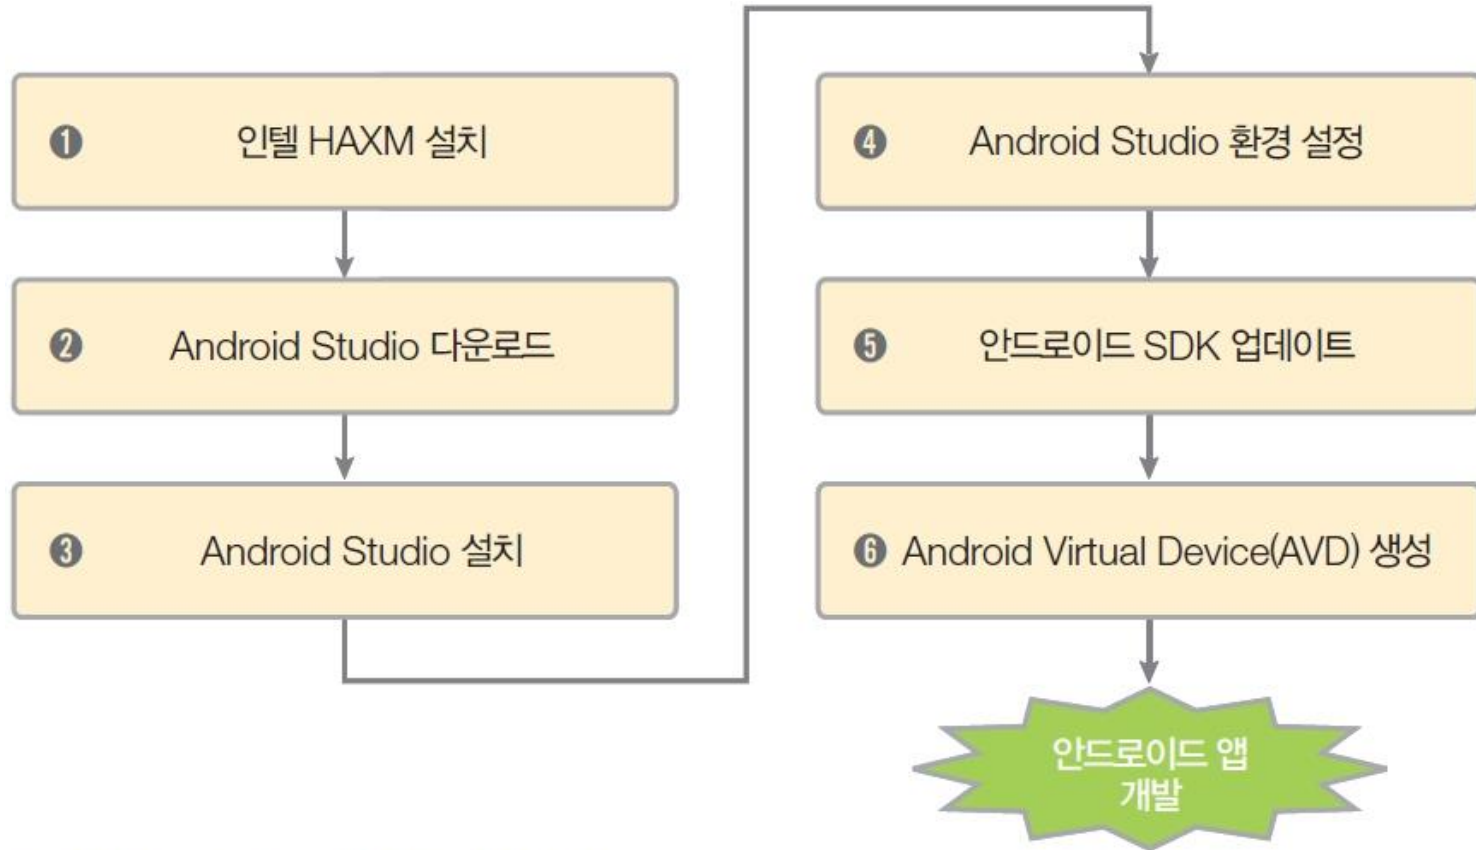 ❶ 인텔 HAXM 설치
❷ Android Studio 다운로드
❸ Android Studio 설치
❹ Android Studio 환경 설정
❺ 안드로이드 SDK 업데이트
❻ Android Virtual Device(AVD) 생성
안드로이드 앱
개발